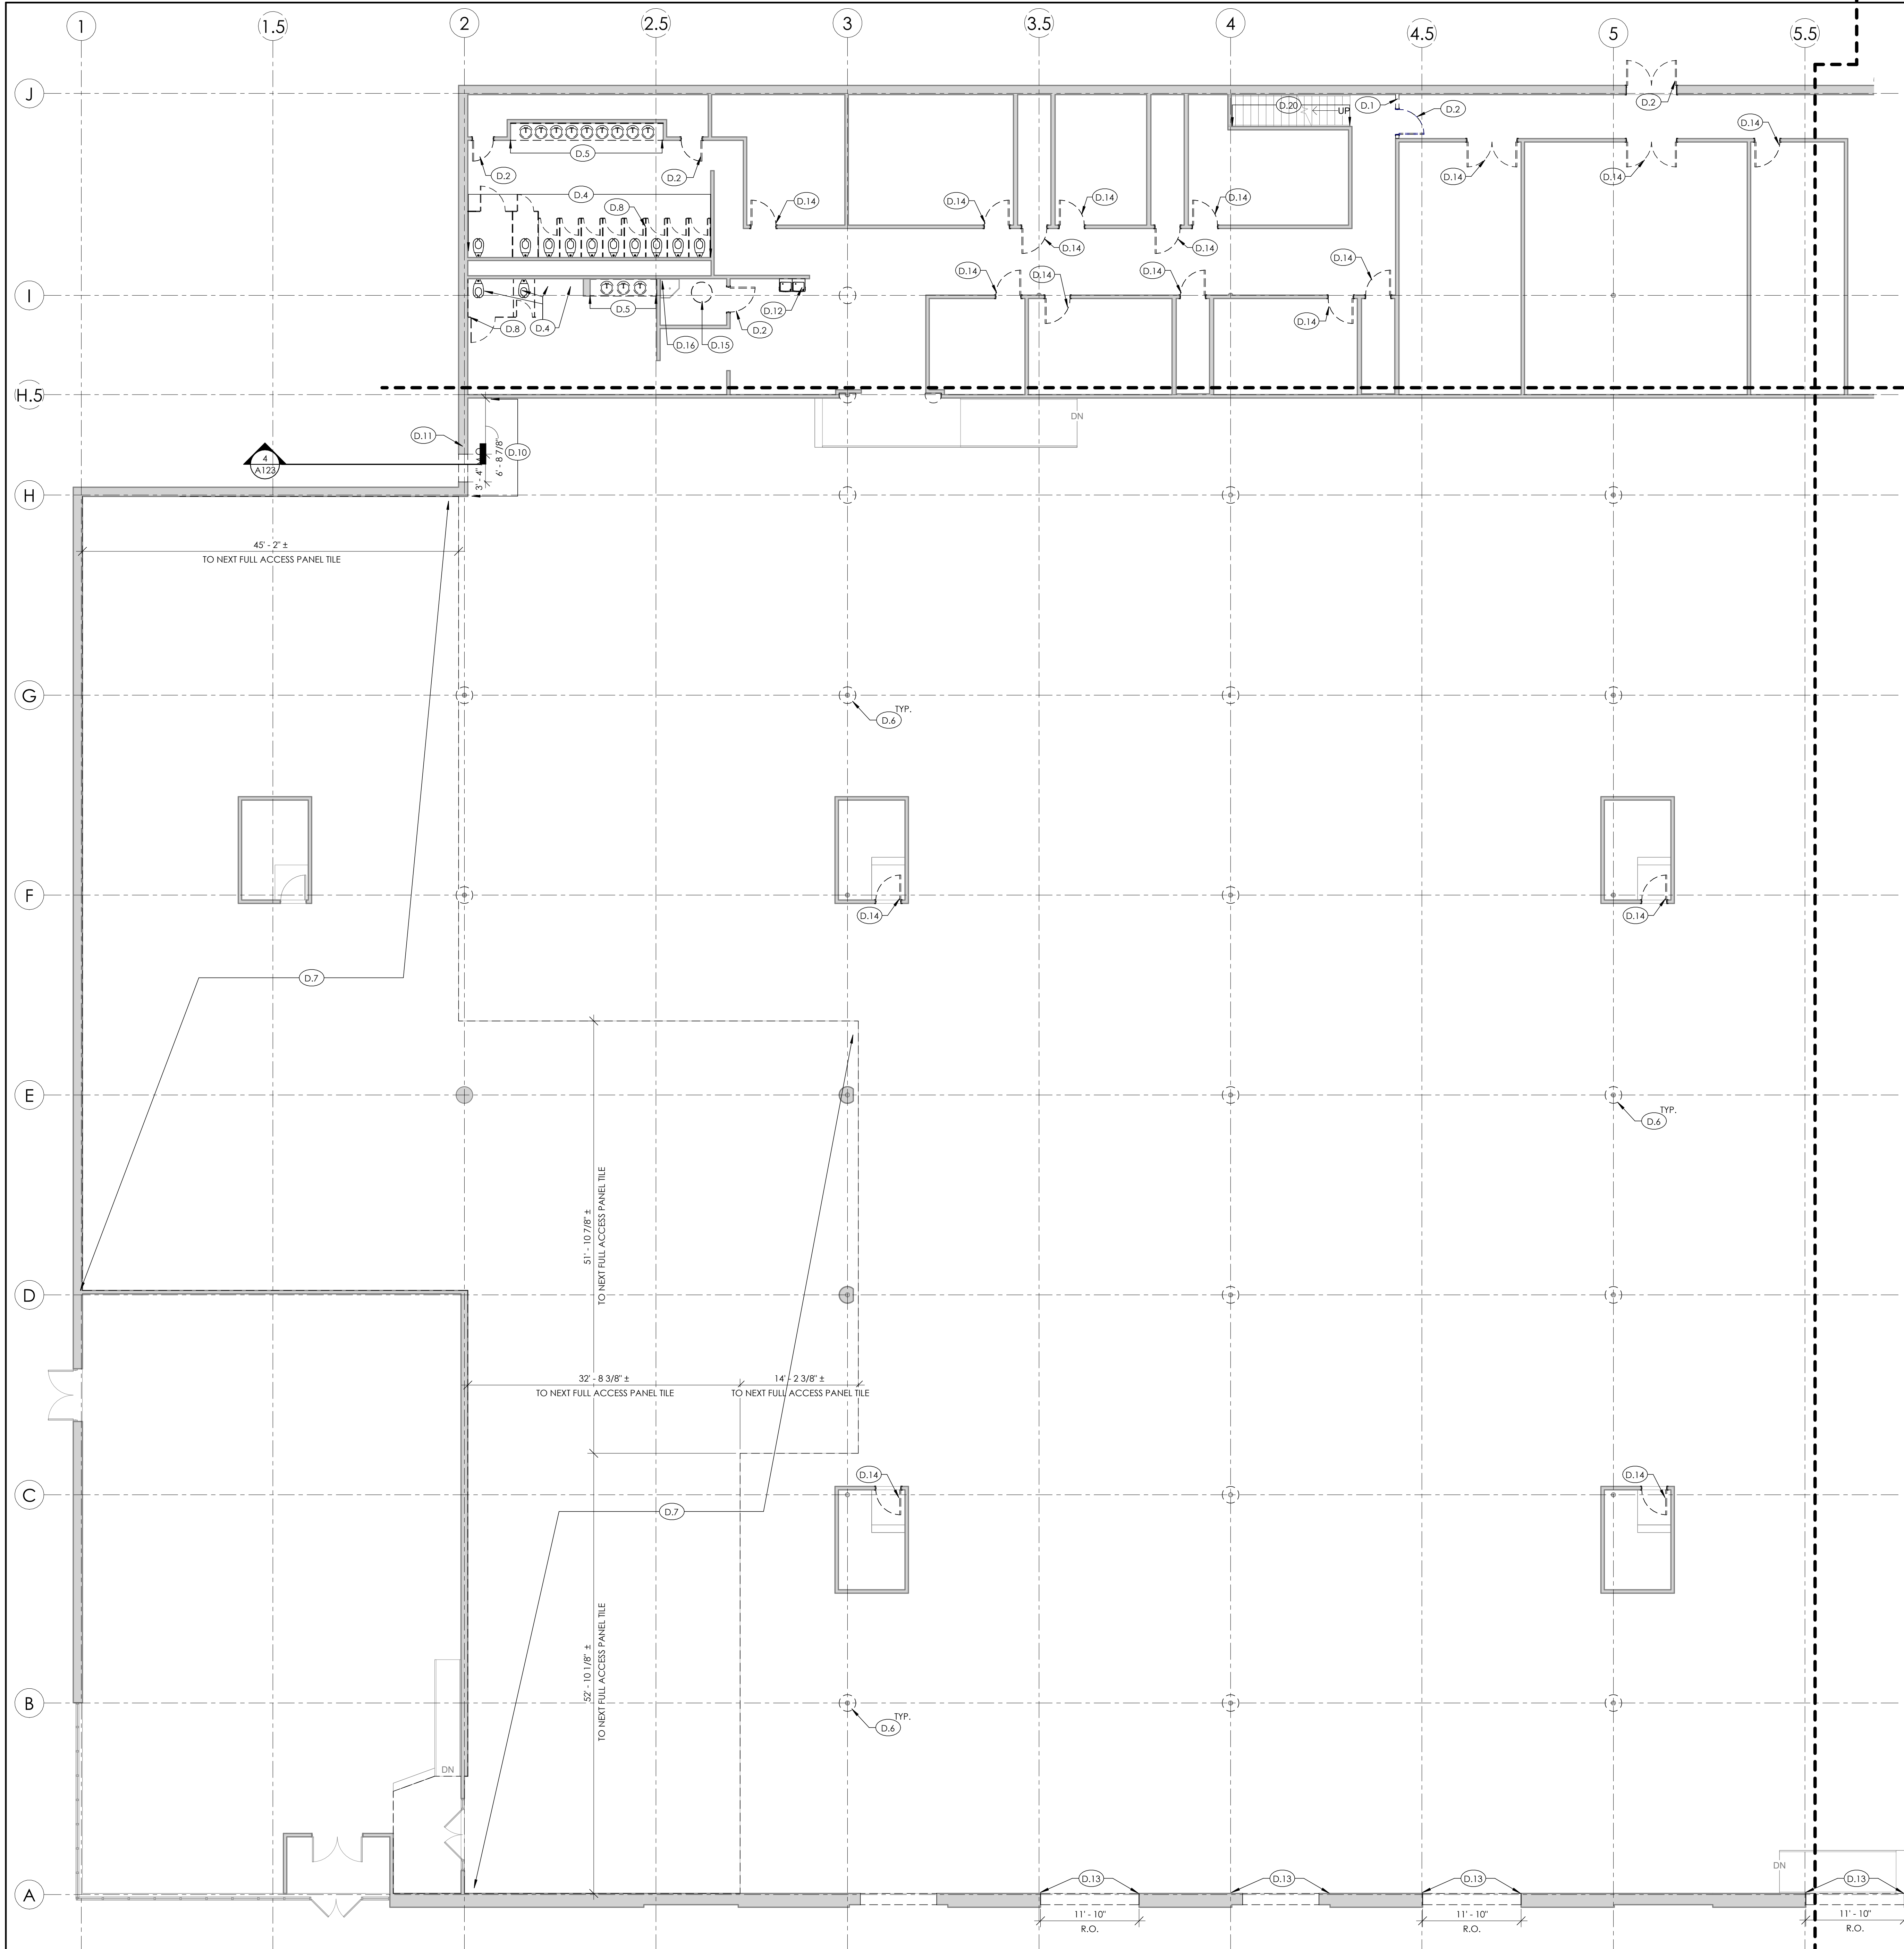 1
1.5
2
2.5
3
3.5
4
4.5
5
5.5
J
D.2
D.20
UP
D.1
D.2
D.14
D.5
D.2
D.2
D.14
D.14
D.4
D.8
D.14
D.14
D.14
D.14
D.14
D.14
D.14
D.14
D.14
D.14
I
D.12
D.5
D.14
D.8
D.4
D.2
D.16
D.15
H.5
DN
D.11
D.10
6' - 8 7/8"
3' - 4"
4
A123
H
45' - 2" ±
TO NEXT FULL ACCESS PANEL TILE
G
TYP.
D.6
F
D.14
D.14
D.7
E
TYP.
D.6
51' - 10 7/8" ±
TO NEXT FULL ACCESS PANEL TILE
D
32' - 8 3/8" ±
TO NEXT FULL ACCESS PANEL TILE
14' - 2 3/8" ±
TO NEXT FULL ACCESS PANEL TILE
D.14
D.14
C
D.7
52' - 10 1/8" ±
TO NEXT FULL ACCESS PANEL TILE
B
TYP.
D.6
DN
DN
D.13
D.13
D.13
D.13
A
11' - 10"
R.O.
11' - 10"
R.O.
11' - 10"
R.O.